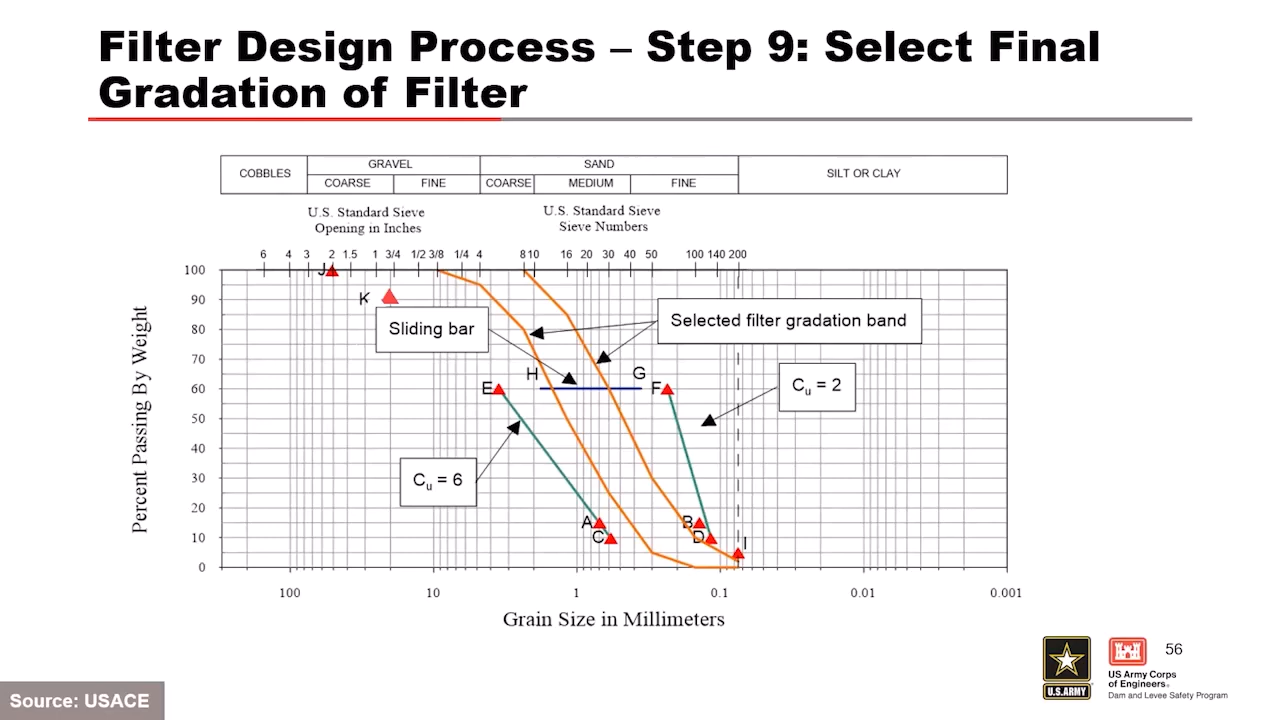 Filter Design Process – Step 9: Select Final
Gradation of Filter
COBBLES
GRAVEL
SAND
SILT OR CLAY
COARSE
FINE
COARSE
MEDIUM
FINE
U.S. Standard Sieve
Opening in Inches
U.S. Standard Sieve
Sieve Numbers
6 4 3 2 1.5 1 3/4 1/2 3/8 1/4 4 8 10 16 20 30 40 50 100 140 200
100
90
80
70
60
50
40
30
20
10
0
Percent Passing By Weight
J
K
Sliding bar
Selected filter gradation band
H
G
E
F
Cu = 2
Cu = 6
A
B
C
D
I
100 10 1 0.1 0.01 0.001
Grain Size in Millimeters
U.S. ARMY
US Army Corps
of Engineers®
Dam and Levee Safety Program
56
Source: USACE